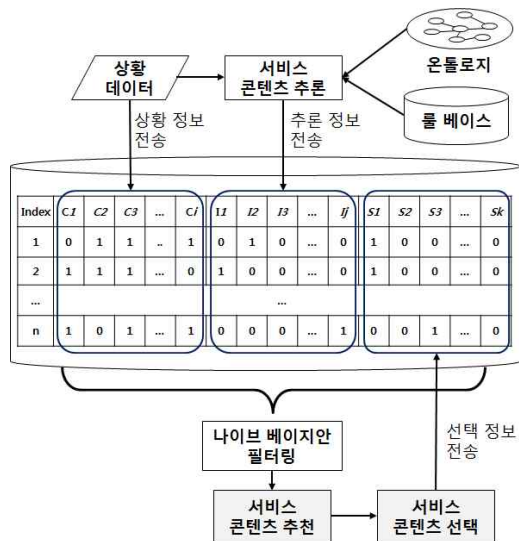 상황
데이터
서비스
콘텐츠 추론
온톨로지
룰 베이스
상황 정보
전송
추론 정보
전송
Index C1 C2 C3 ... Ci I1 I2 I3 ... Ij S1 S2 S3 ... Sk
1 0 1 1 .. 1 0 1 0 ... 0 1 0 0 ... 0
2 1 1 1 ... 0 1 0 0 ... 0 1 0 0 ... 0
... ...
n 1 0 1 ... 1 0 0 0 ... 1 0 0 1 ... 0
나이브 베이지안
필터링
선택 정보
전송
서비스
콘텐츠 추천
서비스
콘텐츠 선택